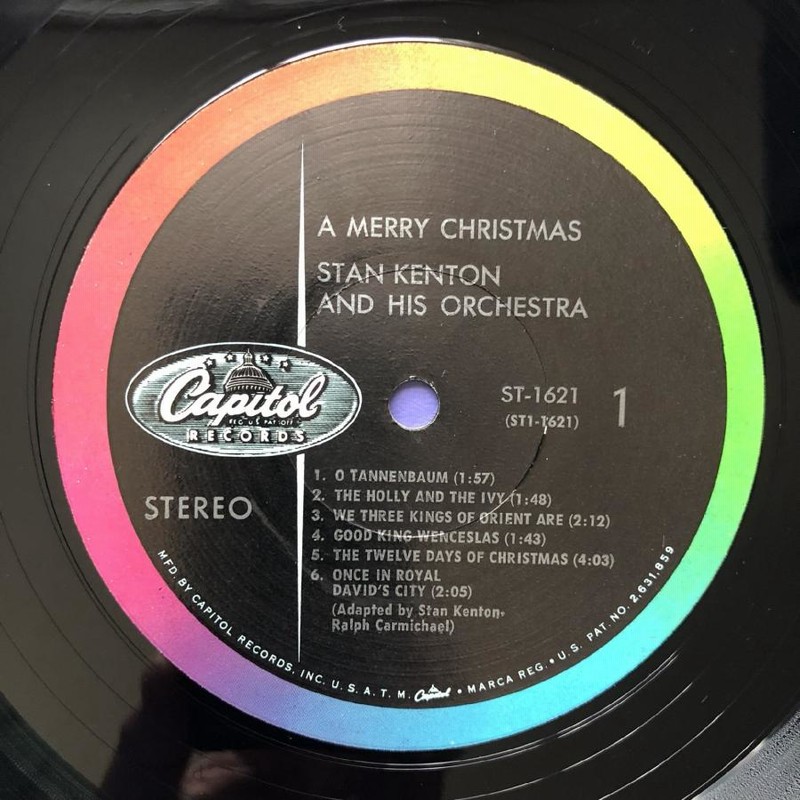 A MERRY CHRISTMAS
STAN KENTON
AND HIS ORCHESTRA
Capitol
REG. U.S. PAT. OFF.
RECORDS
ST-1621
(ST1-1621)
1
STEREO
1. O TANNENBAUM (1:57)
2. THE HOLLY AND THE IVY (1:48)
3. WE THREE KINGS OF ORIENT ARE (2:12)
4. GOOD KING WENCESLAS (1:43)
5. THE TWELVE DAYS OF CHRISTMAS (4:03)
6. ONCE IN ROYAL
DAVID'S CITY (2:05)
(Adapted by Stan Kenton-
Ralph Carmichael)
MFD. BY CAPITOL RECORDS, INC. U.S.A. T.M. Capitol • MARCA REG. • U.S. PAT. NO. 2,631,859